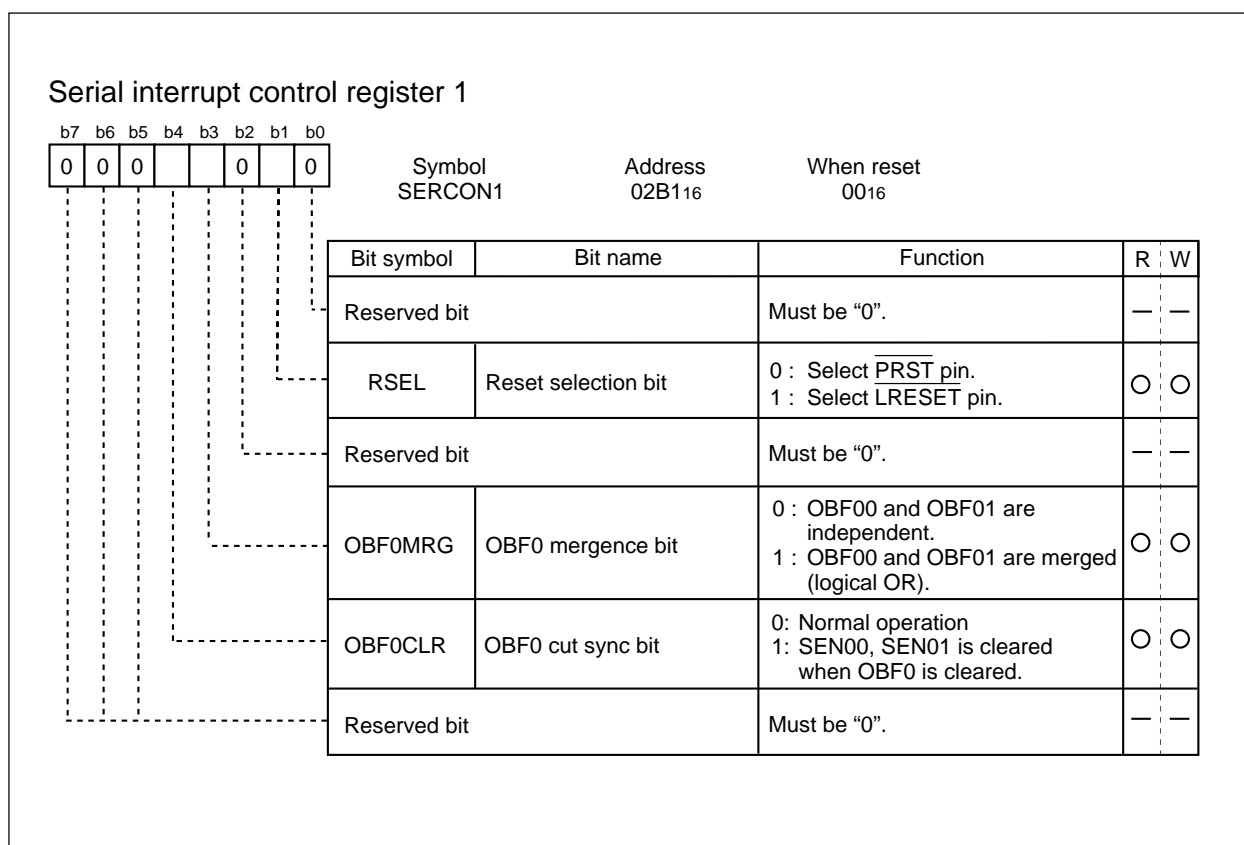 Serial interrupt control register 1
b7 b6 b5 b4 b3 b2 b1 b0
0 0 0 0 0
Symbol Address When reset
SERCON1 02B116 0016
Bit symbol Bit name Function R W
Reserved bit Must be “0”. — —
RSEL Reset selection bit 0 : Select PRST pin.
1 : Select LRESET pin.
Reserved bit Must be “0”. — —
OBF0MRG OBF0 mergence bit 0 : OBF00 and OBF01 are
independent.
1 : OBF00 and OBF01 are merged
(logical OR).
OBF0CLR OBF0 cut sync bit 0: Normal operation
1: SEN00, SEN01 is cleared
when OBF0 is cleared.
Reserved bit Must be “0”. — —